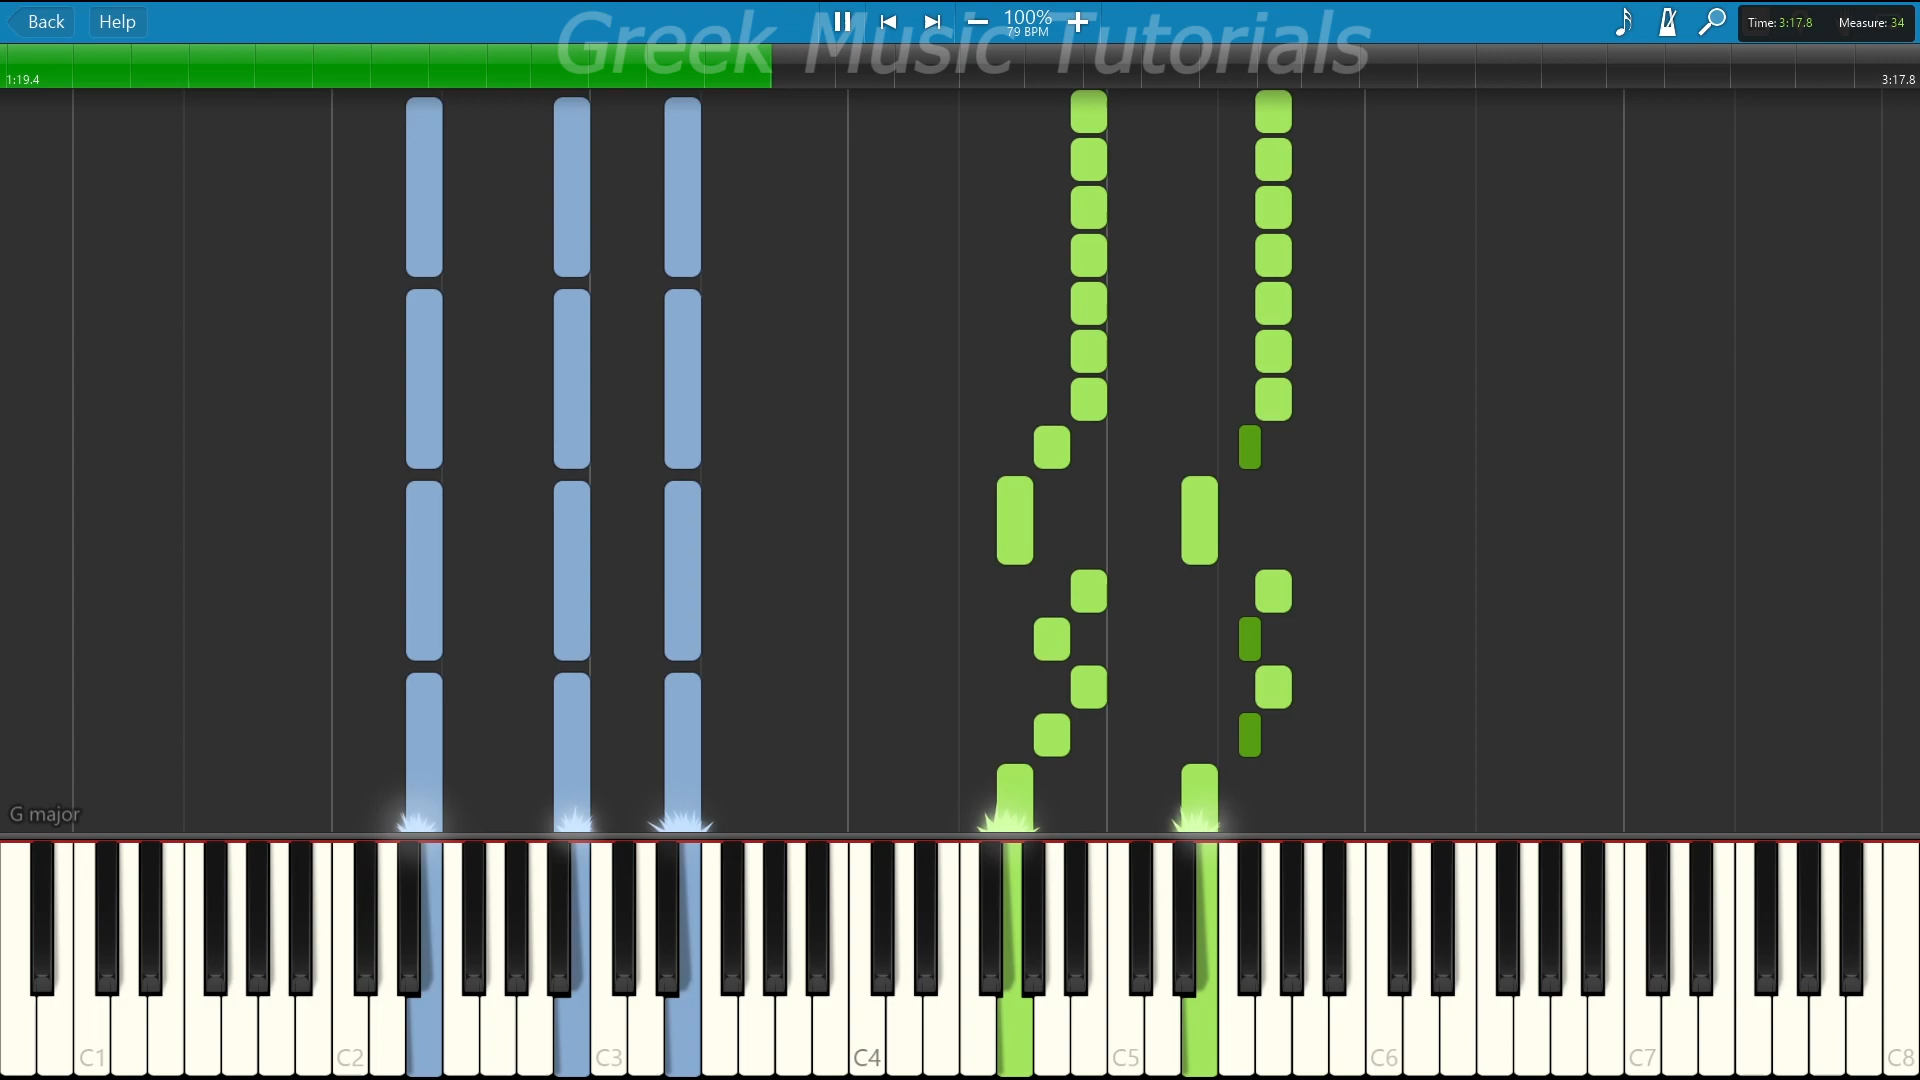 Back
Help
100%
79 BPM
Time: 3:17.8
Measure: 34
Greek Music Tutorials
1:19.4
3:17.8
G major
C1
C2
C3
C4
C5
C6
C7
C8